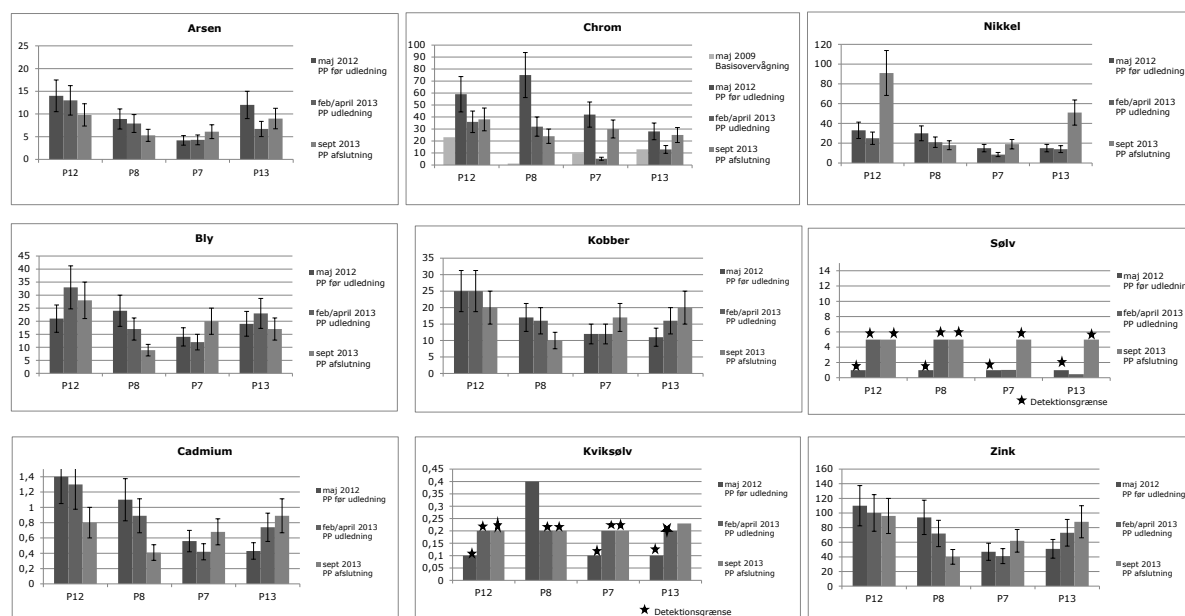 Arsen
25
20
15
10
5
0
P12 P8 P7 P13
maj 2012
PP før udledning
feb/april 2013
PP udledning
sept 2013
PP afslutning
Chrom
100
90
80
70
60
50
40
30
20
10
0
P12 P8 P7 P13
maj 2009
Basisovervågning
maj 2012
PP før udledning
feb/april 2013
PP udledning
sept 2013
PP afslutning
Nikkel
120
100
80
60
40
20
0
P12 P8 P7 P13
maj 2012
PP før udledning
feb/april 2013
PP udledning
sept 2013
PP afslutning
Bly
45
40
35
30
25
20
15
10
5
0
P12 P8 P7 P13
maj 2012
PP før udledning
feb/april 2013
PP udledning
sept 2013
PP afslutning
Kobber
35
30
25
20
15
10
5
0
P12 P8 P7 P13
maj 2012
PP før udledning
feb/april 2013
PP udledning
sept 2013
PP afslutning
Sølv
14
12
10
8
6
4
2
0
P12 P8 P7 P13
maj 2012
PP før udlednin
feb/april 2013
PP udledning
sept 2013
PP afslutning
★ Detektionsgrænse
Cadmium
1,4
1,2
1
0,8
0,6
0,4
0,2
0
P12 P8 P7 P13
maj 2012
PP før udledning
feb/april 2013
PP udledning
sept 2013
PP afslutning
Kviksølv
0,45
0,4
0,35
0,3
0,25
0,2
0,15
0,1
0,05
0
P12 P8 P7 P13
maj 2012
PP før udledning
feb/april 2013
PP udledning
sept 2013
PP afslutning
★ Detektionsgrænse
Zink
160
140
120
100
80
60
40
20
0
P12 P8 P7 P13
maj 2012
PP før udledning
feb/april 2013
PP udledning
sept 2013
PP afslutning